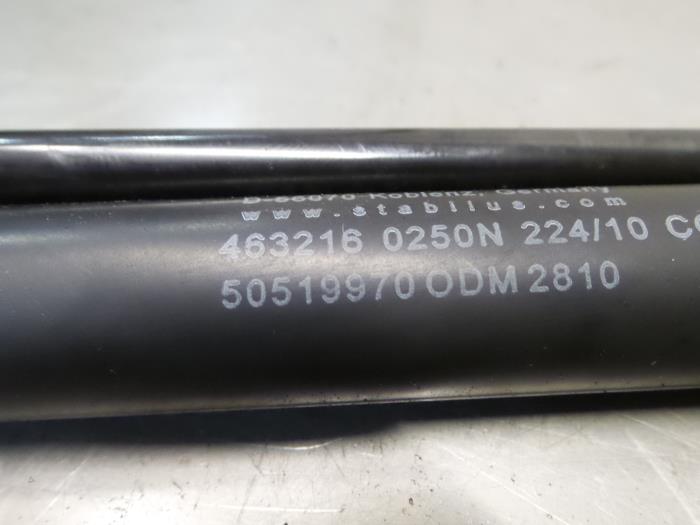 D-56070 Koblenz, Germany
www.stabilus.com
463216 0250N 224/10
50519970 ODM 2810